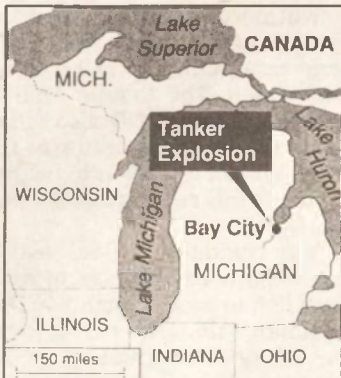 Lake
Superior
CANADA
MICH.
Tanker
Explosion
Lake
Huron
WISCONSIN
Lake Michigan
Bay City
MICHIGAN
ILLINOIS
150 miles
INDIANA
OHIO